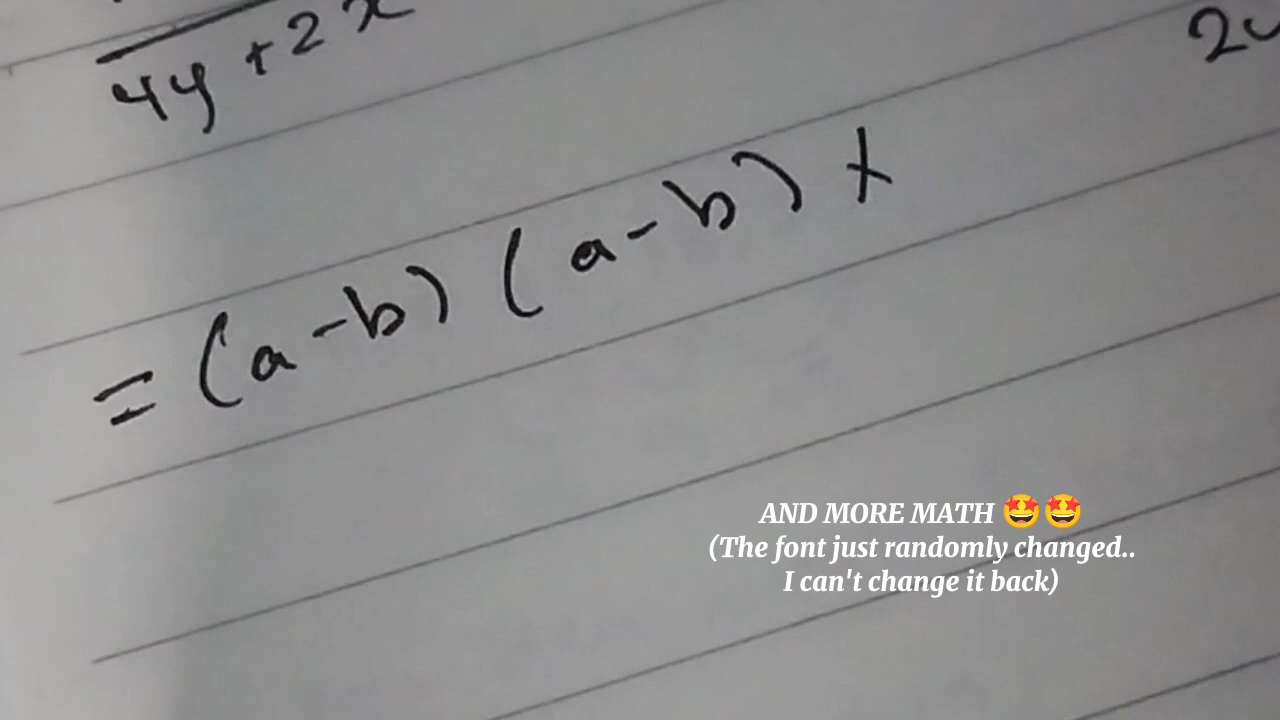 4y + 2x
= (a - b) (a - b) +
AND MORE MATH 🤩🤩
(The font just randomly changed..
I can't change it back)